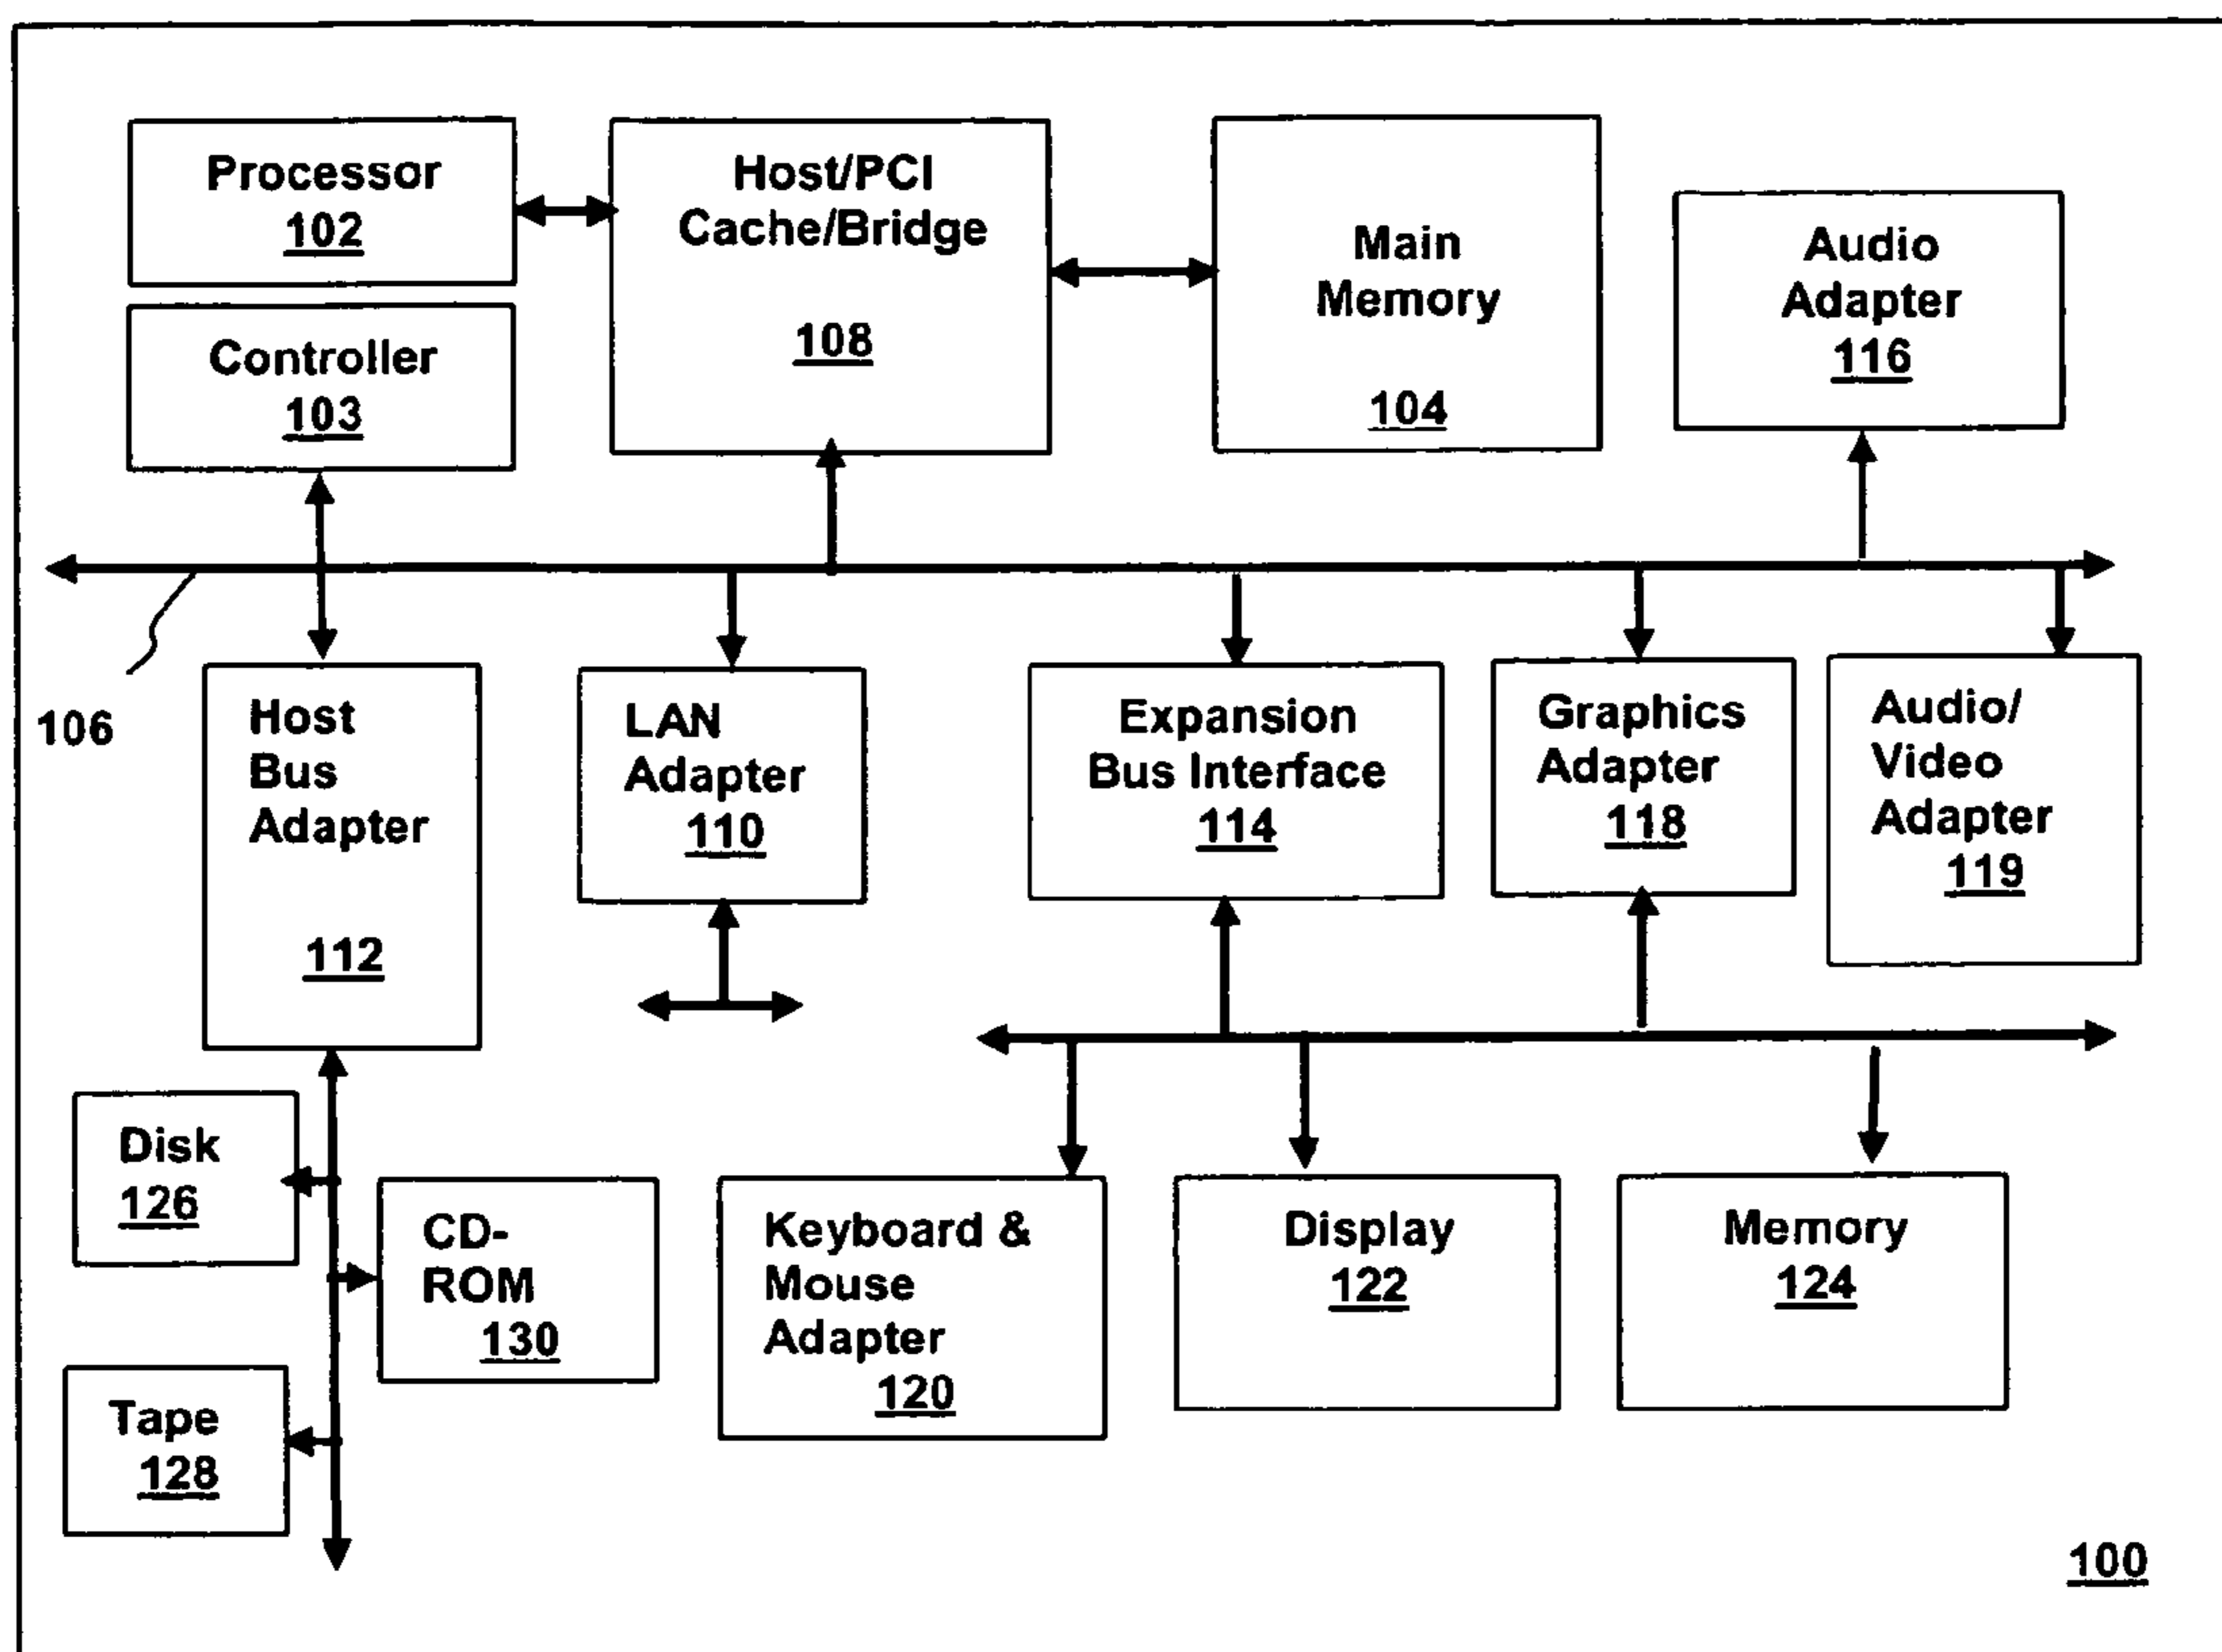 Processor
102
Controller
103
Host/PCI
Cache/Bridge
108
Main
Memory
104
Audio
Adapter
116
106
Host
Bus
Adapter
112
LAN
Adapter
110
Expansion
Bus Interface
114
Graphics
Adapter
118
Audio/
Video
Adapter
119
Disk
126
CD-
ROM
130
Tape
128
Keyboard &
Mouse
Adapter
120
Display
122
Memory
124
100